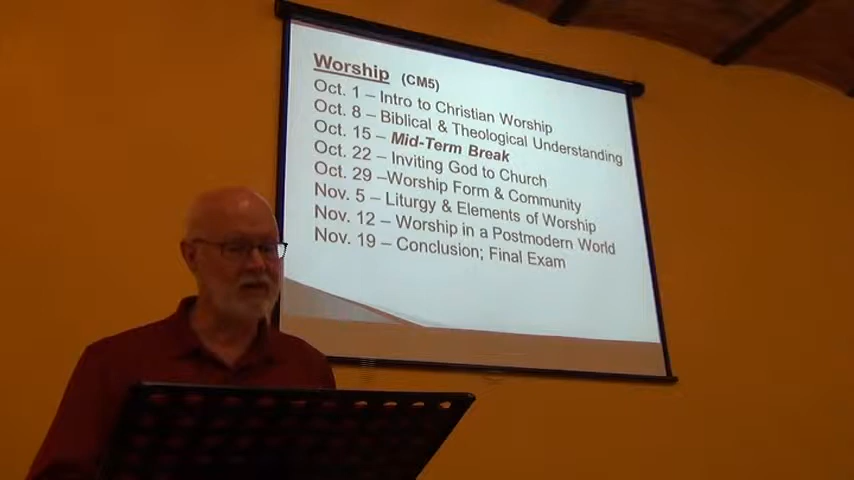 Worship (CM5)
Oct. 1 – Intro to Christian Worship
Oct. 8 – Biblical & Theological Understanding
Oct. 15 – Mid-Term Break
Oct. 22 – Inviting God to Church
Oct. 29 –Worship Form & Community
Nov. 5 – Liturgy & Elements of Worship
Nov. 12 – Worship in a Postmodern World
Nov. 19 – Conclusion; Final Exam